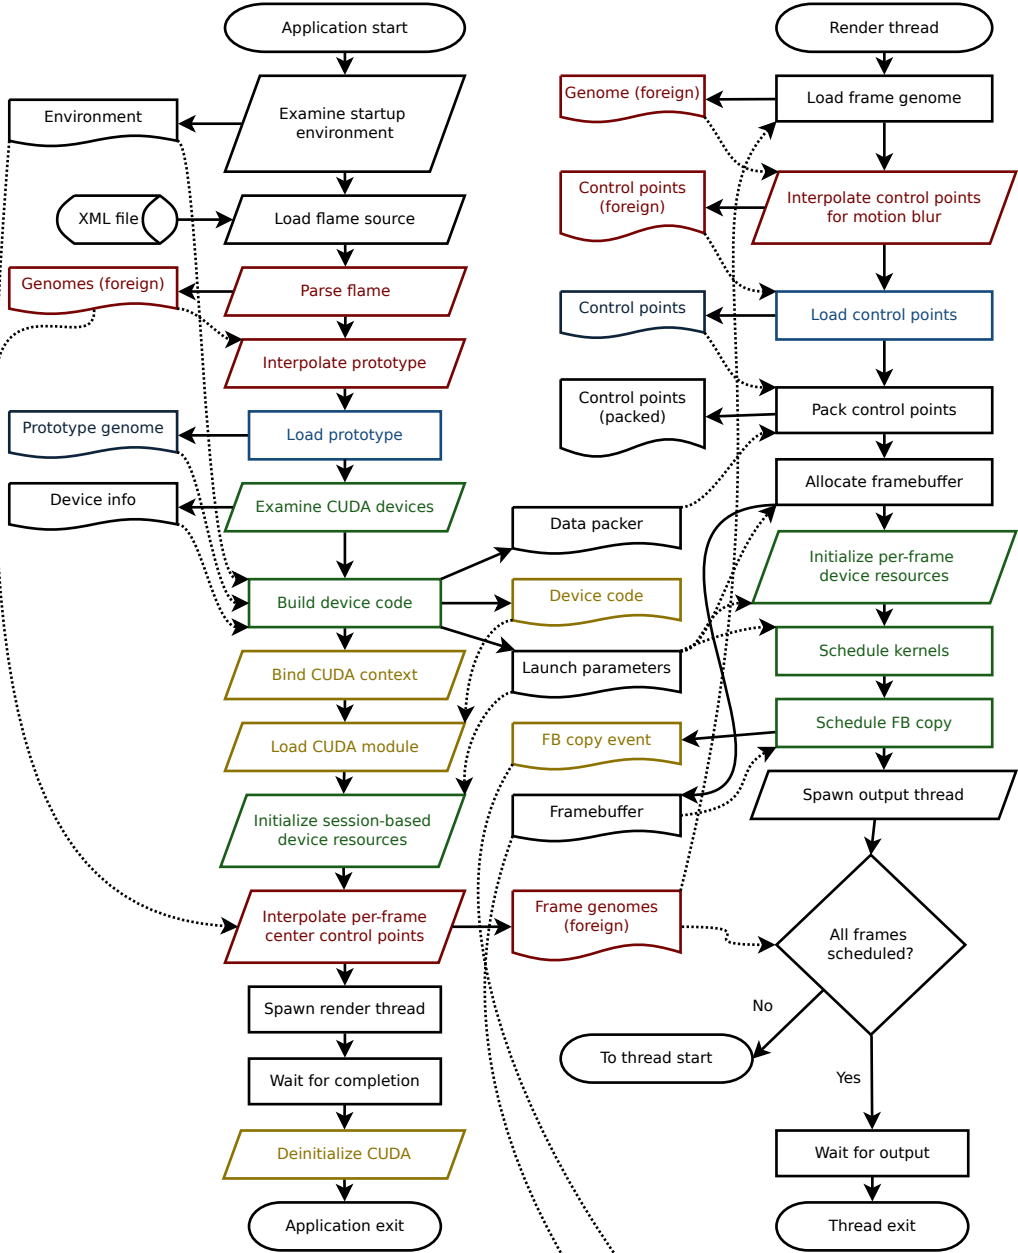 Application start
Examine startup
environment
Environment
XML file
Load flame source
Genomes (foreign)
Parse flame
Interpolate prototype
Prototype genome
Load prototype
Device info
Examine CUDA devices
Build device code
Bind CUDA context
Load CUDA module
Initialize session-based
device resources
Interpolate per-frame
center control points
Spawn render thread
Wait for completion
Deinitialize CUDA
Application exit
Data packer
Device code
Launch parameters
FB copy event
Framebuffer
Frame genomes
(foreign)
Render thread
Genome (foreign)
Load frame genome
Control points
(foreign)
Interpolate control points
for motion blur
Control points
Load control points
Control points
(packed)
Pack control points
Allocate framebuffer
Initialize per-frame
device resources
Schedule kernels
Schedule FB copy
Spawn output thread
All frames
scheduled?
No
To thread start
Yes
Wait for output
Thread exit